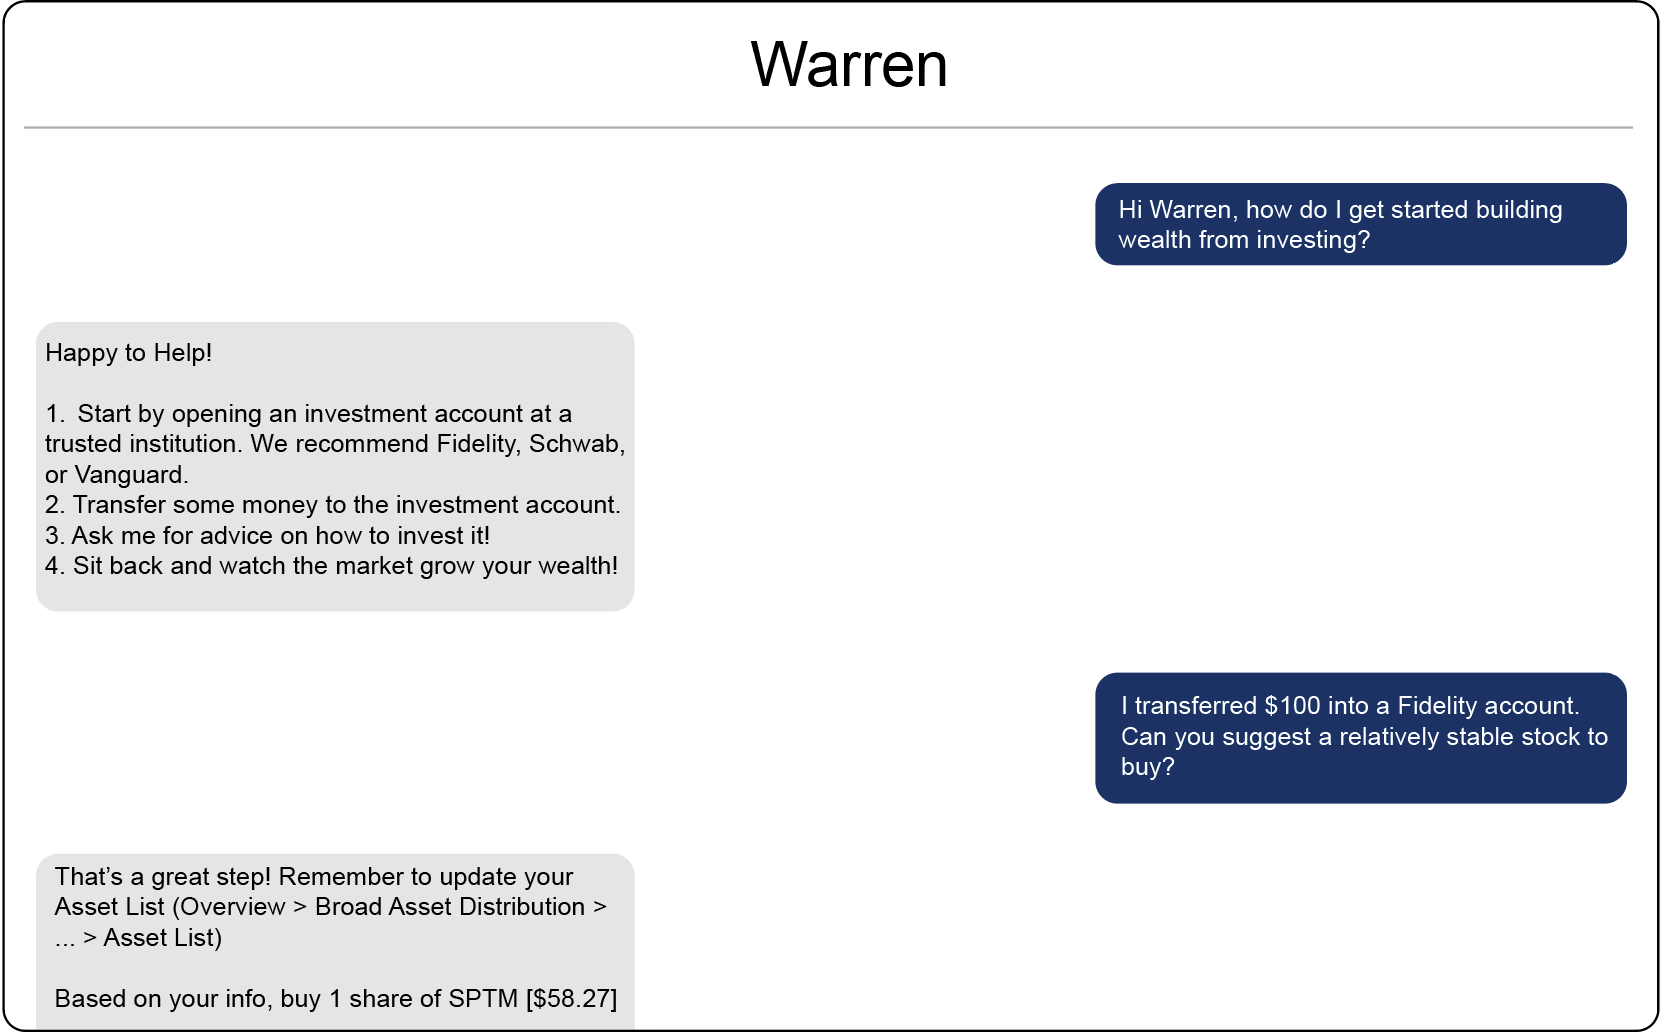 Warren
Hi Warren, how do I get started building
wealth from investing?
Happy to Help!
1. Start by opening an investment account at a
trusted institution. We recommend Fidelity, Schwab,
or Vanguard.
2. Transfer some money to the investment account.
3. Ask me for advice on how to invest it!
4. Sit back and watch the market grow your wealth!
I transferred $100 into a Fidelity account.
Can you suggest a relatively stable stock to
buy?
That’s a great step! Remember to update your
Asset List (Overview > Broad Asset Distribution >
... > Asset List)
Based on your info, buy 1 share of SPTM [$58.27]